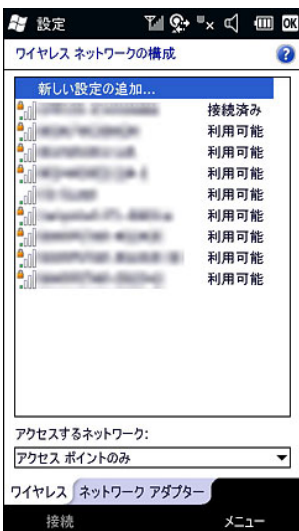 設定
OK
ワイヤレス ネットワークの構成
?
新しい設定の追加...
接続済み
利用可能
利用可能
利用可能
利用可能
利用可能
利用可能
利用可能
利用可能
アクセスするネットワーク:
アクセス ポイントのみ
ワイヤレス ネットワーク アダプター
接続 メニュー